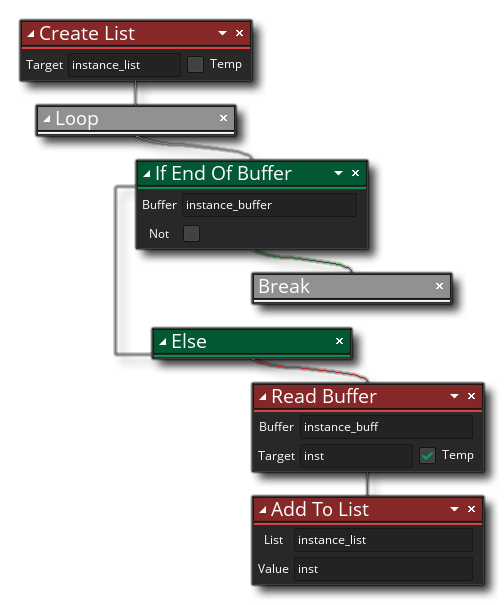 Create List
Target instance_list Temp
Loop
If End Of Buffer
Buffer instance_buffer
Not
Break
Else
Read Buffer
Buffer instance_buff
Target inst Temp
Add To List
List instance_list
Value inst